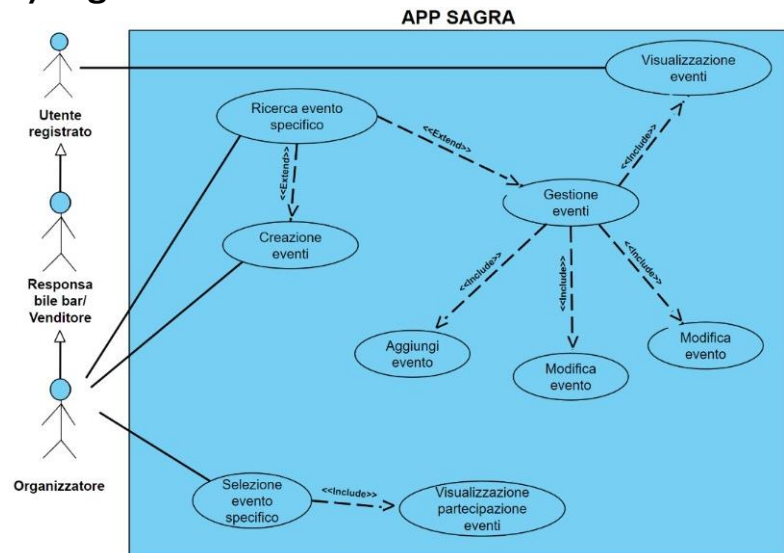 APP SAGRA
Utente
registrato
Responsa
bile bar/
Venditore
Organizzatore
Visualizzazione
eventi
Ricerca evento
specifico
<<Extend>>
<<Extend>>
<<Include>>
Gestione
eventi
Creazione
eventi
<<Include>>
<<Include>>
<<Include>>
Aggiungi
evento
Modifica
evento
Modifica
evento
Selezione
evento
specifico
<<Include>>
Visualizzazione
partecipazione
eventi